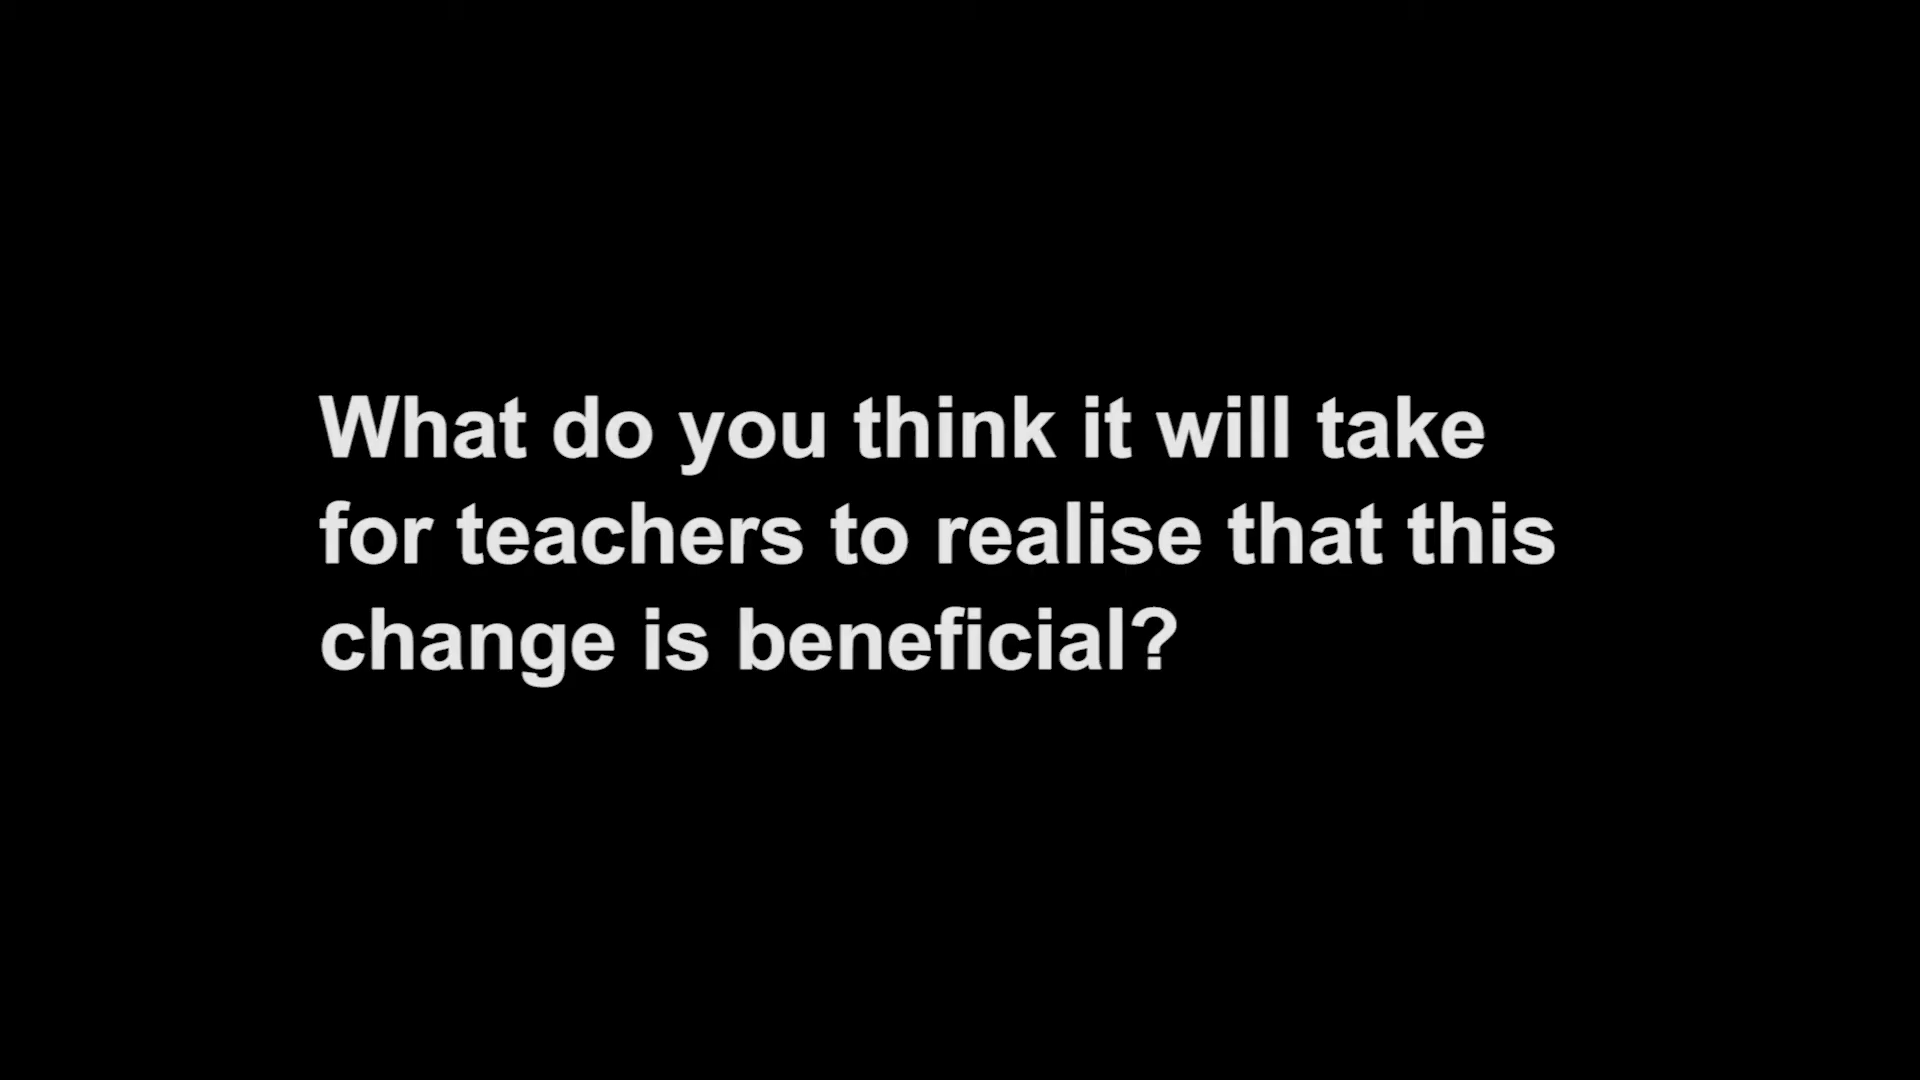 What do you think it will take
for teachers to realise that this
change is beneficial?